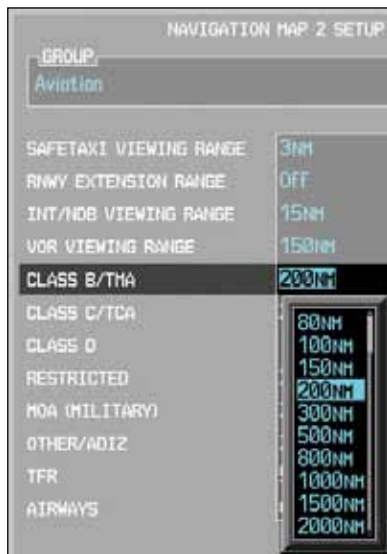 NAVIGATION MAP 2 SETUP
GROUP
Aviation
SAFETAXI VIEWING RANGE 3NM
RNWY EXTENSION RANGE Off
INT/NDB VIEWING RANGE 15NM
VOR VIEWING RANGE 150NM
CLASS B/TMA 200NM
CLASS C/TCA
CLASS D
RESTRICTED
MOA (MILITARY)
OTHER/ADIZ
TFR
AIRWAYS
80NM
100NM
150NM
200NM
300NM
500NM
800NM
1000NM
1500NM
2000NM